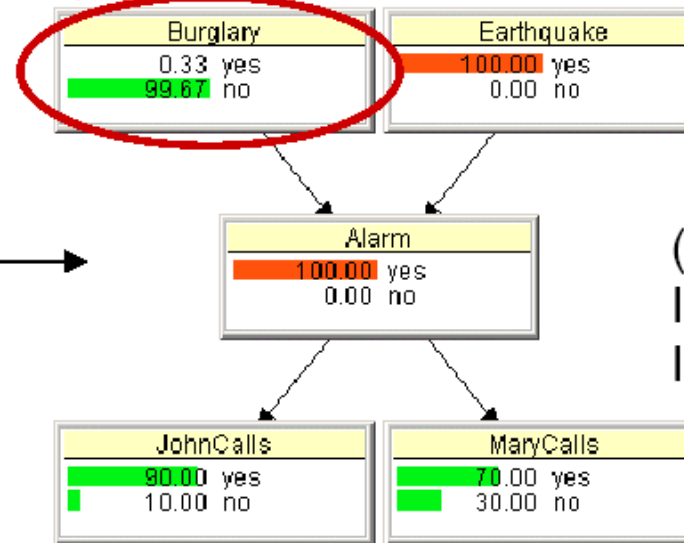 Burglary
0.33 yes
99.67 no
Earthquake
100.00 yes
0.00 no
Alarm
100.00 yes
0.00 no
(
JohnCalls
90.00 yes
10.00 no
MaryCalls
70.00 yes
30.00 no